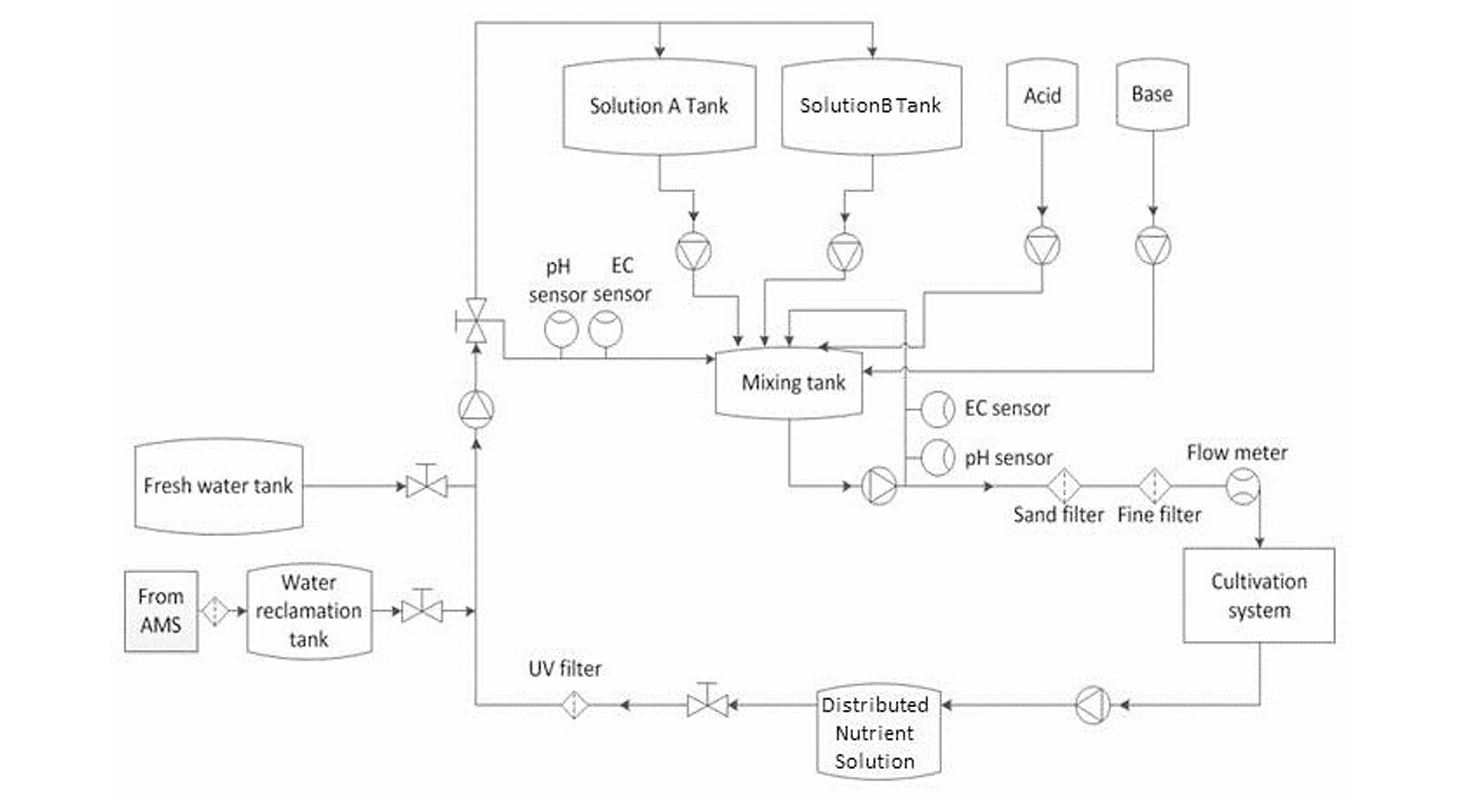 Solution A Tank
SolutionB Tank
Acid
Base
pH
sensor
EC
sensor
Mixing tank
EC sensor
pH sensor
Flow meter
Sand filter
Fine filter
Fresh water tank
From
AMS
Water
reclamation
tank
Cultivation
system
UV filter
Distributed
Nutrient
Solution